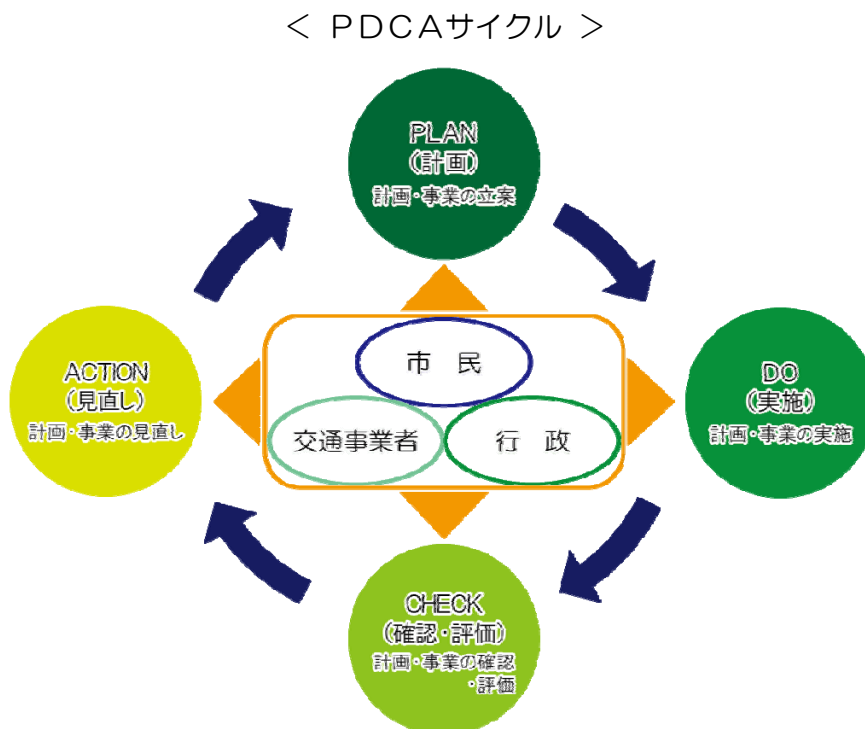 ＜ ＰＤＣＡサイクル ＞
PLAN
(計画)
計画・事業の立案
市 民
ACTION
(見直し)
計画・事業の見直し
交通事業者
行 政
DO
(実施)
計画・事業の実施
CHECK
(確認・評価)
計画・事業の確認
・評価